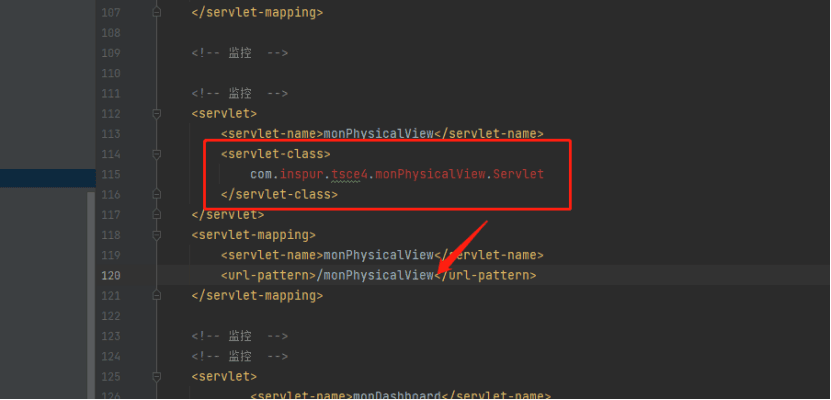 107 </servlet-mapping>
108
109 <!-- 监控  -->
110
111 <!-- 监控  -->
112 <servlet>
113 <servlet-name>monPhysicalView</servlet-name>
114 <servlet-class>
115 com.inspur.tsce4.monPhysicalView.Servlet
116 </servlet-class>
117 </servlet>
118 <servlet-mapping>
119 <servlet-name>monPhysicalView</servlet-name>
120 <url-pattern>/monPhysicalView</url-pattern>
121 </servlet-mapping>
122
123 <!-- 监控  -->
124 <!-- 监控  -->
125 <servlet>
126 <servlet-name>monDashboard</servlet-name>